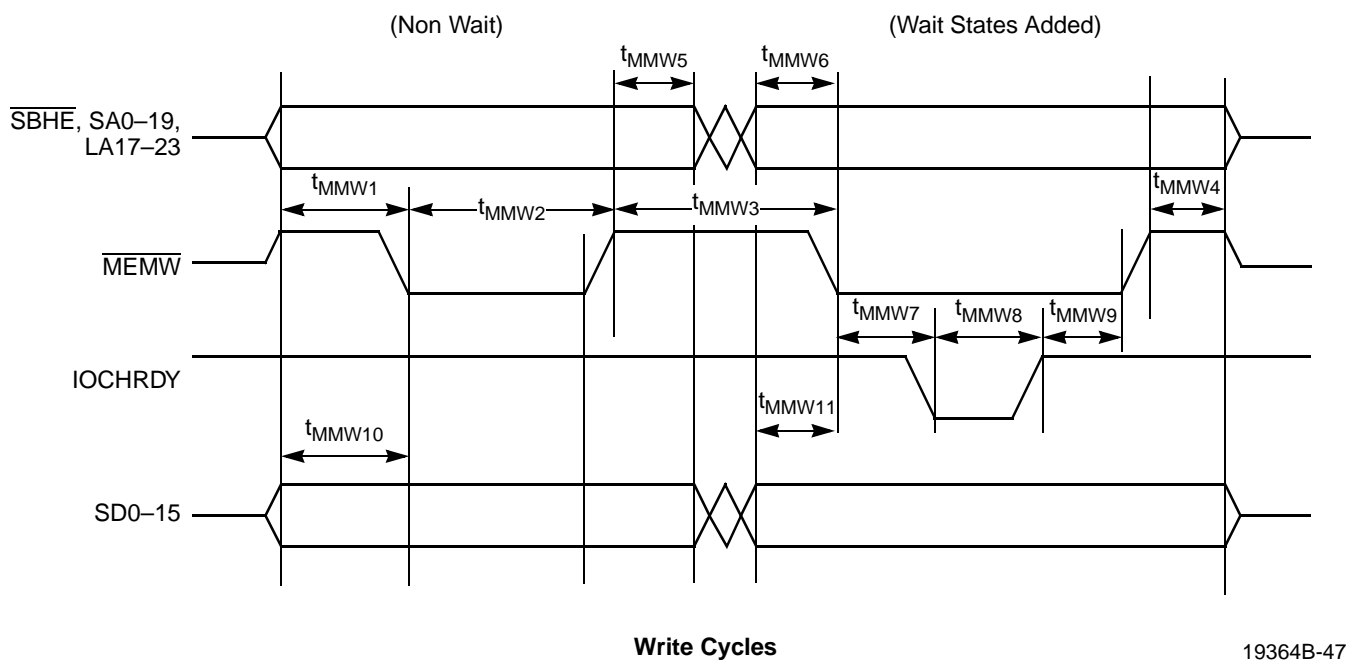 (Non Wait) (Wait States Added)
tMMW5 tMMW6
SBHE, SA0–19,
LA17–23
tMMW1 tMMW2 tMMW3 tMMW4
MEMW
tMMW7 tMMW8 tMMW9
IOCHRDY
tMMW11
tMMW10
SD0–15
Write Cycles
19364B-47